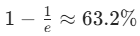 1 − 1/e ≈ 63.2%